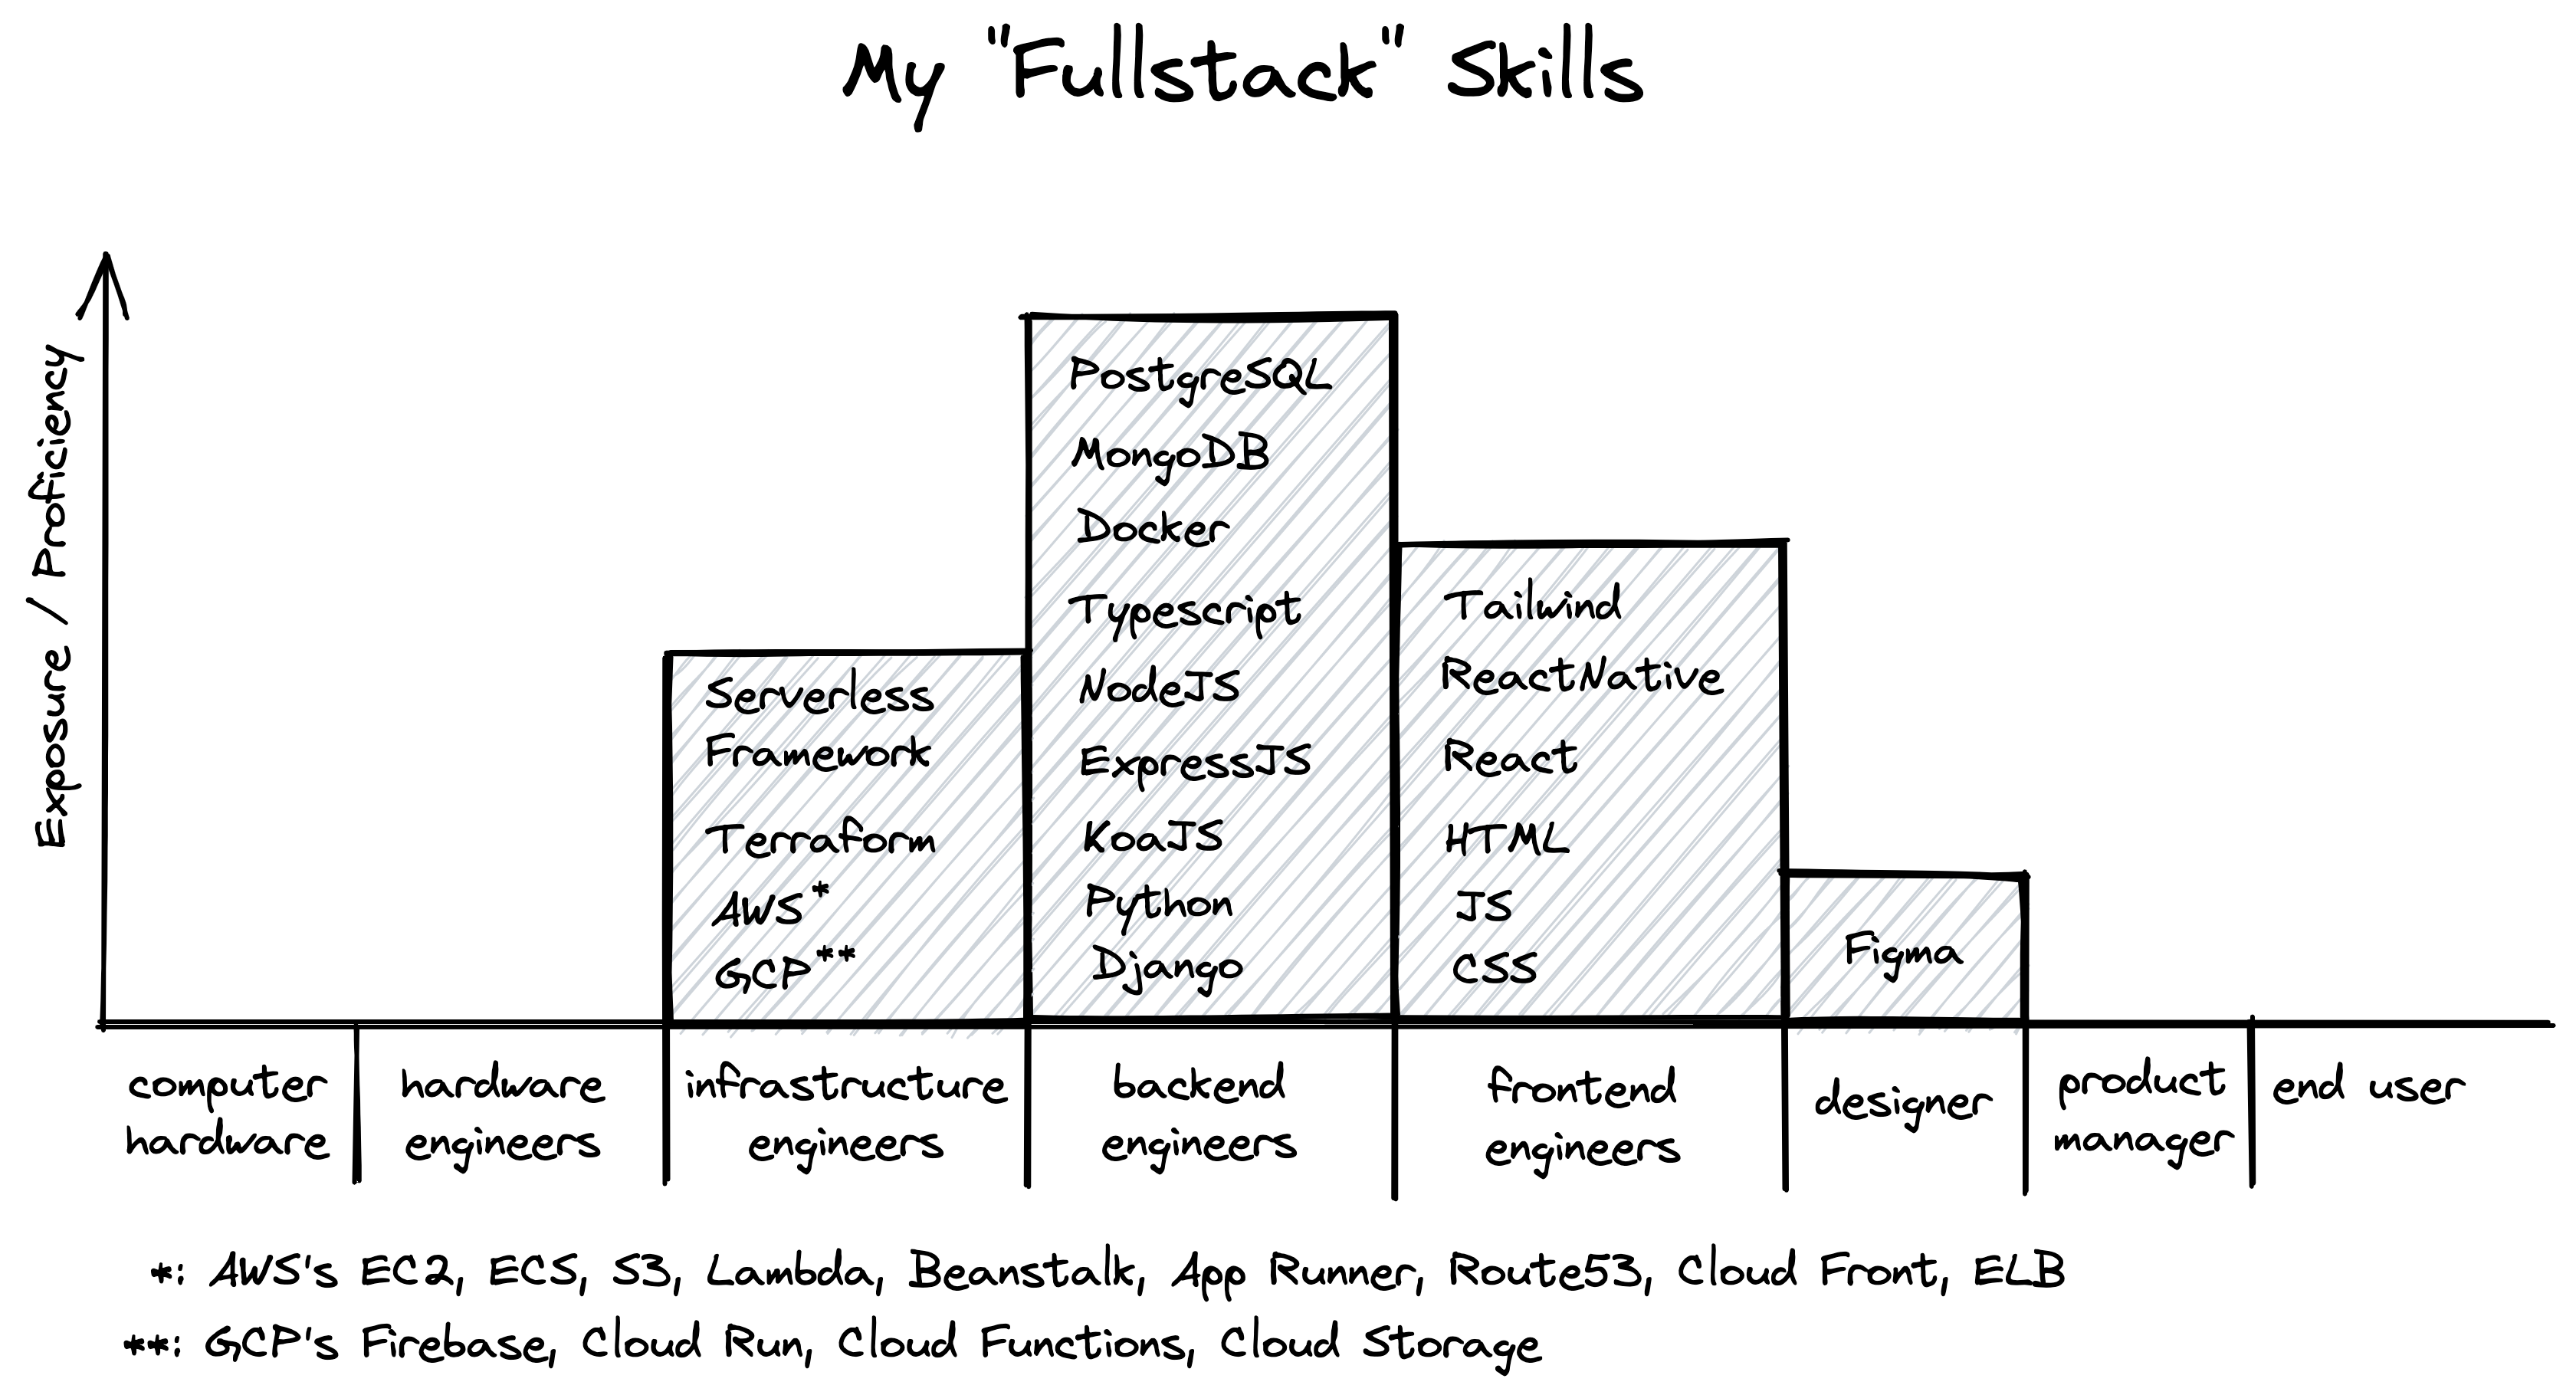 My "Fullstack" Skills
Exposure / Proficiency
Serverless
Framework
Terraform
AWS*
GCP**
PostgreSQL
MongoDB
Docker
Typescript
NodeJS
ExpressJS
KoaJS
Python
Django
Tailwind
ReactNative
React
HTML
JS
CSS
Figma
computer
hardware
hardware
engineers
infrastructure
engineers
backend
engineers
frontend
engineers
designer
product
manager
end user
*: AWS's EC2, ECS, S3, Lambda, Beanstalk, App Runner, Route53, Cloud Front, ELB
**: GCP's Firebase, Cloud Run, Cloud Functions, Cloud Storage